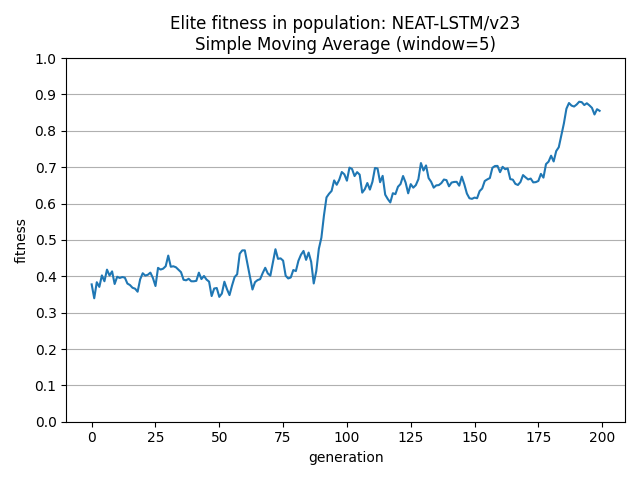 Elite fitness in population: NEAT-LSTM/v23
Simple Moving Average (window=5)
1.0
0.9
0.8
0.7
0.6
0.5
0.4
0.3
0.2
0.1
0.0
fitness
0 25 50 75 100 125 150 175 200
generation